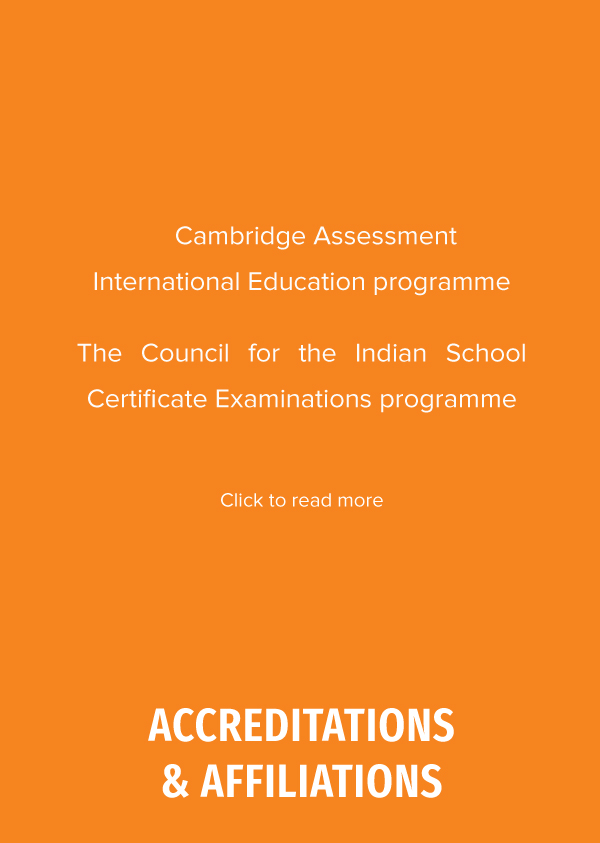 Cambridge Assessment
International Education programme
The Council for the Indian School
Certificate Examinations programme
Click to read more
ACCREDITATIONS
& AFFILIATIONS